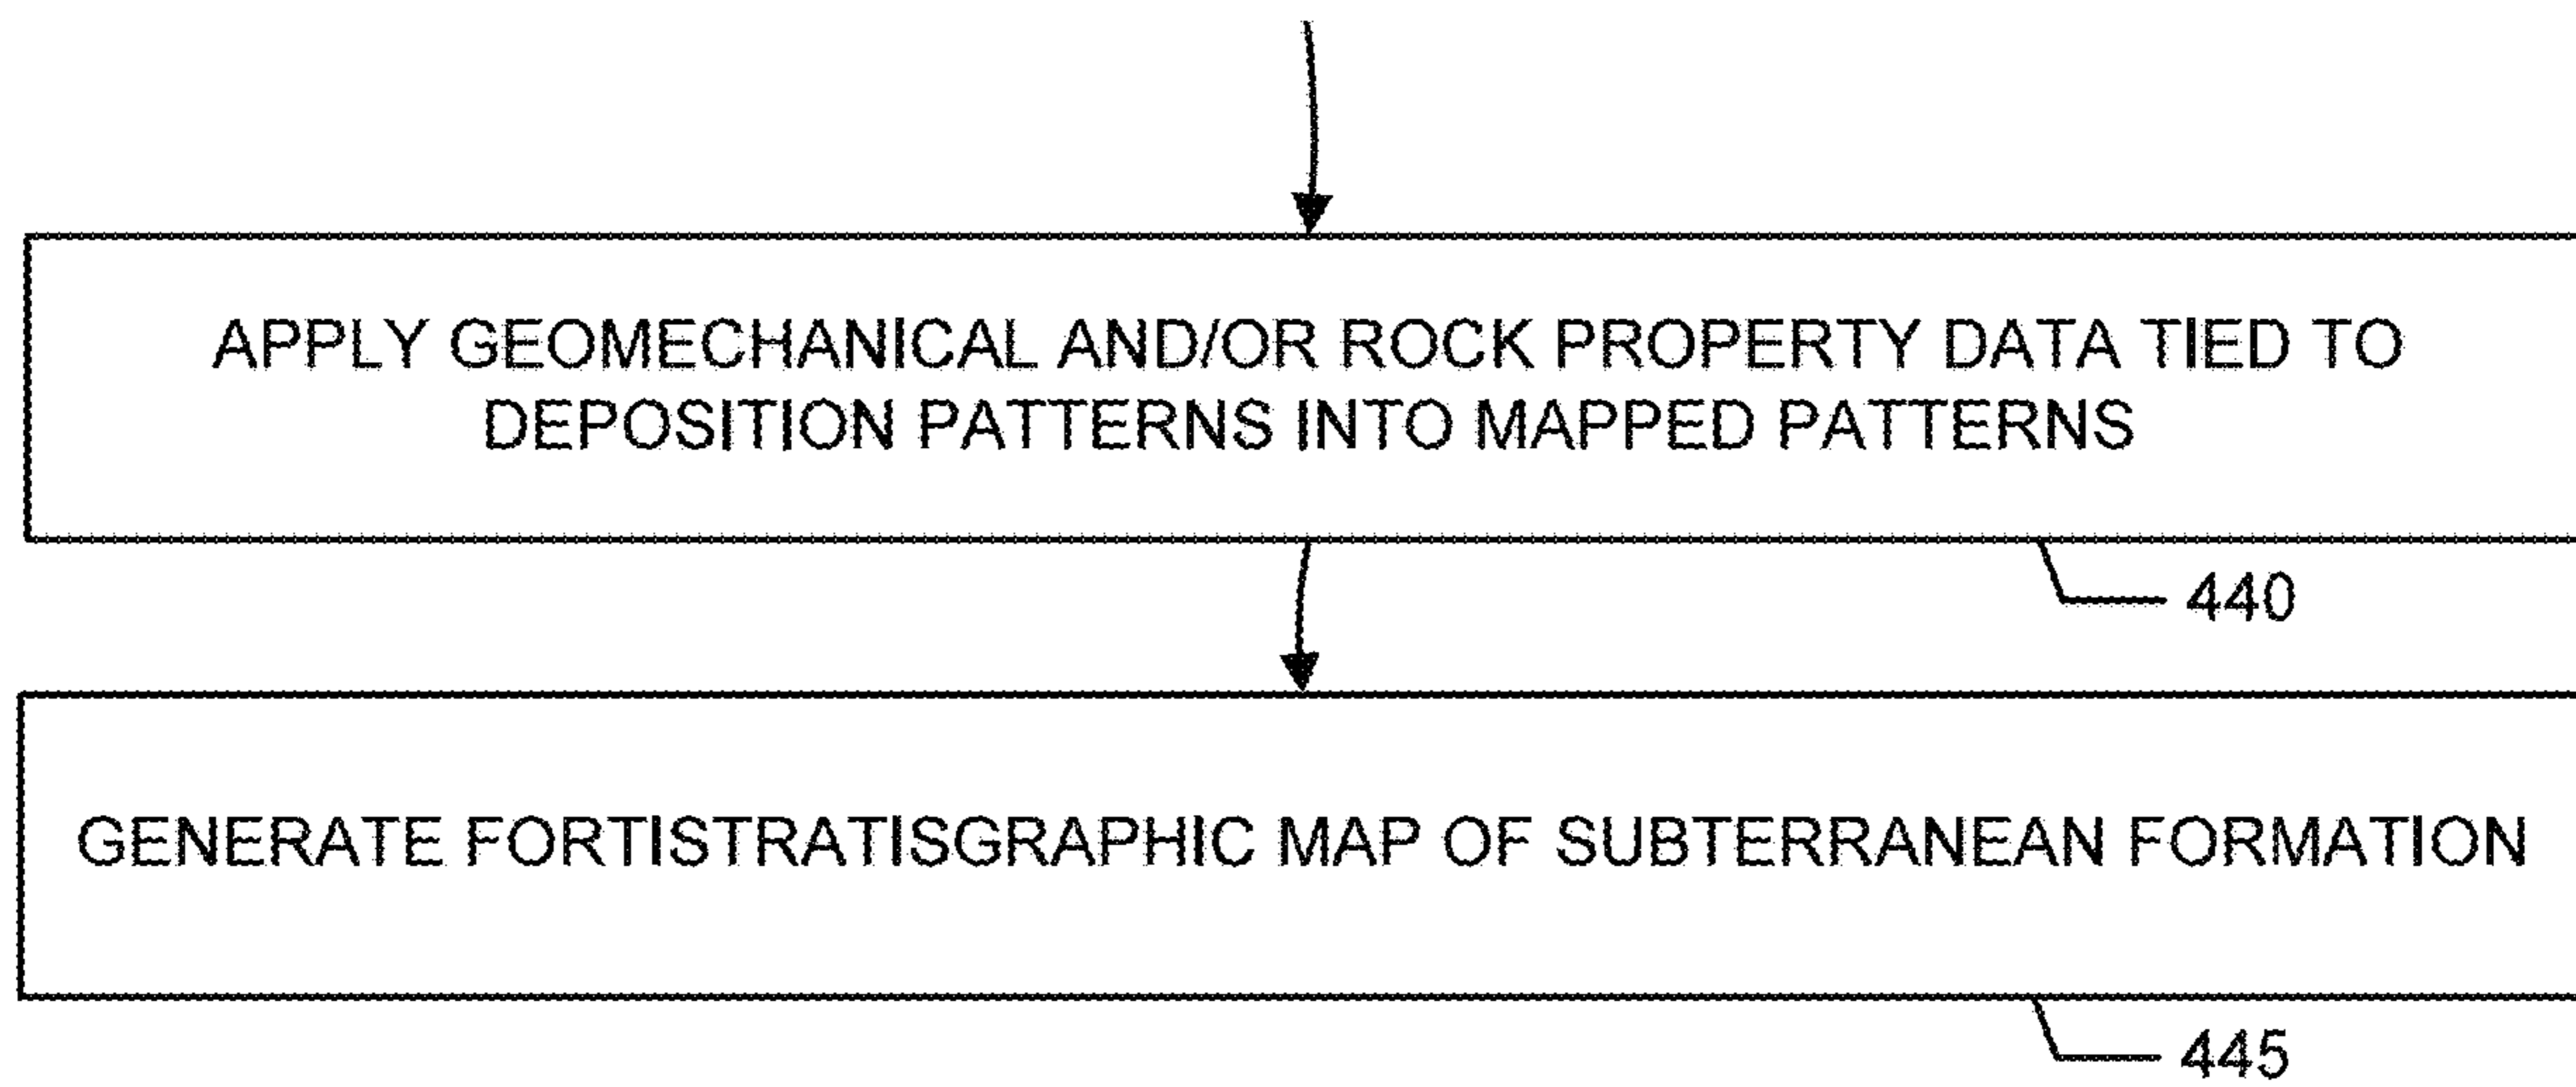 APPLY GEOMECHANICAL AND/OR ROCK PROPERTY DATA TIED TO
DEPOSITION PATTERNS INTO MAPPED PATTERNS
440
GENERATE FORTISTRATISGRAPHIC MAP OF SUBTERRANEAN FORMATION
445